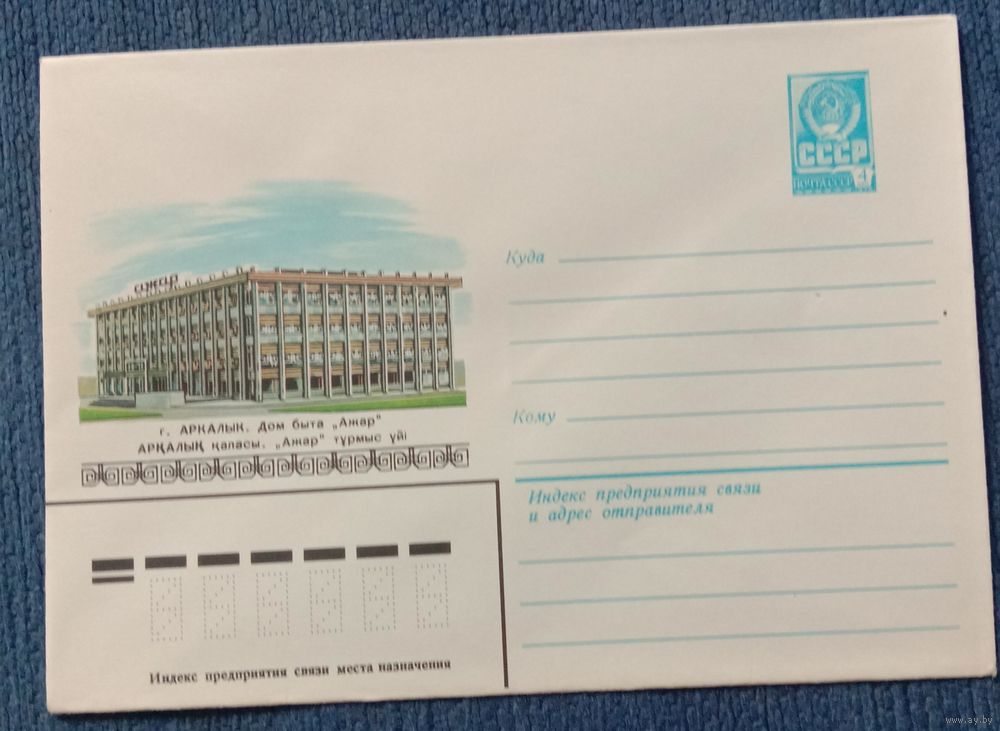 СССР
ПОЧТА СССР 4
Куда
г. АРКАЛЫК. Дом быта „Ажар"
АРҚАЛЫҚ қаласы. „Ажар" тұрмыс үйі
Кому
Индекс предприятия связи
и адрес отправителя
Индекс предприятия связи места назначения
www.ay.by